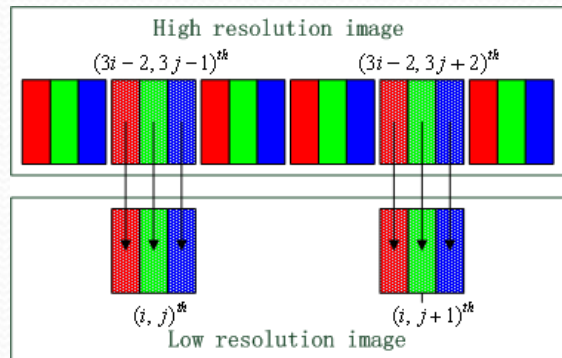 High resolution image
(3i − 2, 3j − 1)^th (3i − 2, 3j + 2)^th
(i, j)^th (i, j + 1)^th
Low resolution image